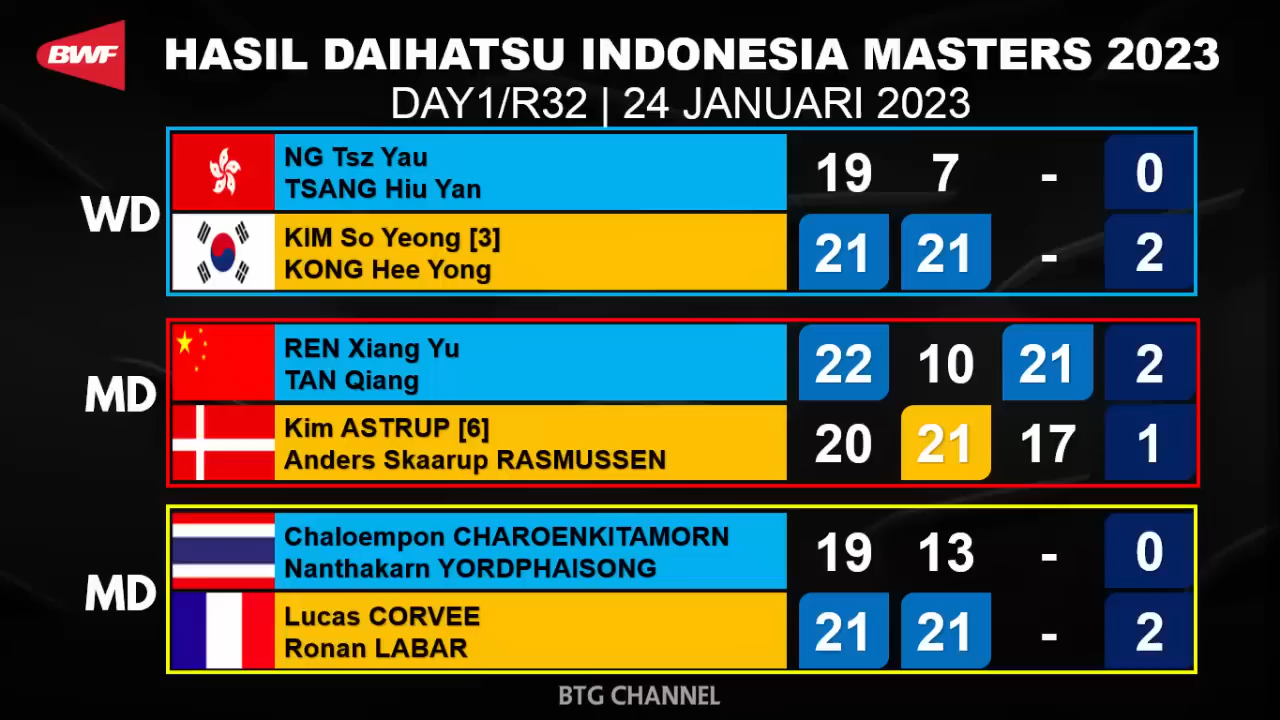 BWF
HASIL DAIHATSU INDONESIA MASTERS 2023
DAY1/R32 | 24 JANUARI 2023
WD
NG Tsz Yau
TSANG Hiu Yan
19 7 - 0
KIM So Yeong [3]
KONG Hee Yong
21 21 - 2
MD
REN Xiang Yu
TAN Qiang
22 10 21 2
Kim ASTRUP [6]
Anders Skaarup RASMUSSEN
20 21 17 1
MD
Chaloempon CHAROENKITAMORN
Nanthakarn YORDPHAISONG
19 13 - 0
Lucas CORVEE
Ronan LABAR
21 21 - 2
BTG CHANNEL